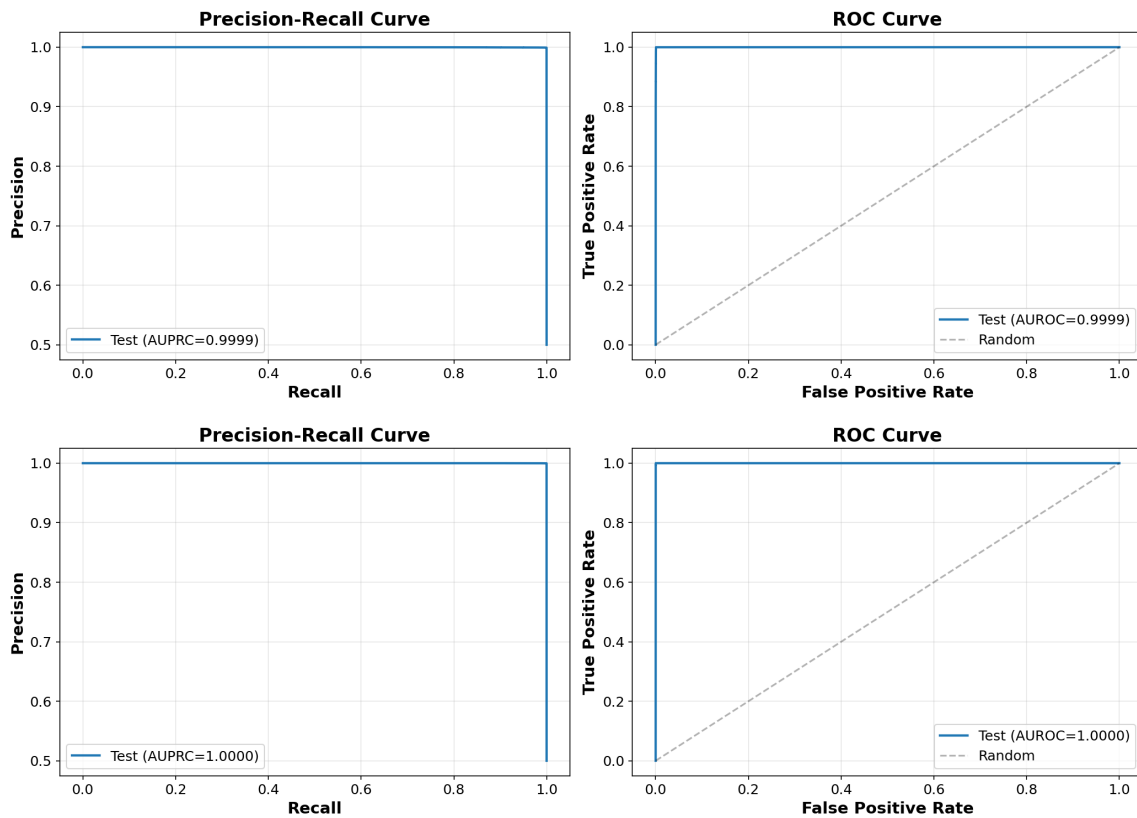 Precision-Recall Curve
1.0
0.9
0.8
0.7
0.6
0.5
Precision
Test (AUPRC=0.9999)
0.0 0.2 0.4 0.6 0.8 1.0
Recall
ROC Curve
1.0
0.8
0.6
0.4
0.2
0.0
True Positive Rate
Test (AUROC=0.9999)
Random
0.0 0.2 0.4 0.6 0.8 1.0
False Positive Rate
Precision-Recall Curve
1.0
0.9
0.8
0.7
0.6
0.5
Precision
Test (AUPRC=1.0000)
0.0 0.2 0.4 0.6 0.8 1.0
Recall
ROC Curve
1.0
0.8
0.6
0.4
0.2
0.0
True Positive Rate
Test (AUROC=1.0000)
Random
0.0 0.2 0.4 0.6 0.8 1.0
False Positive Rate